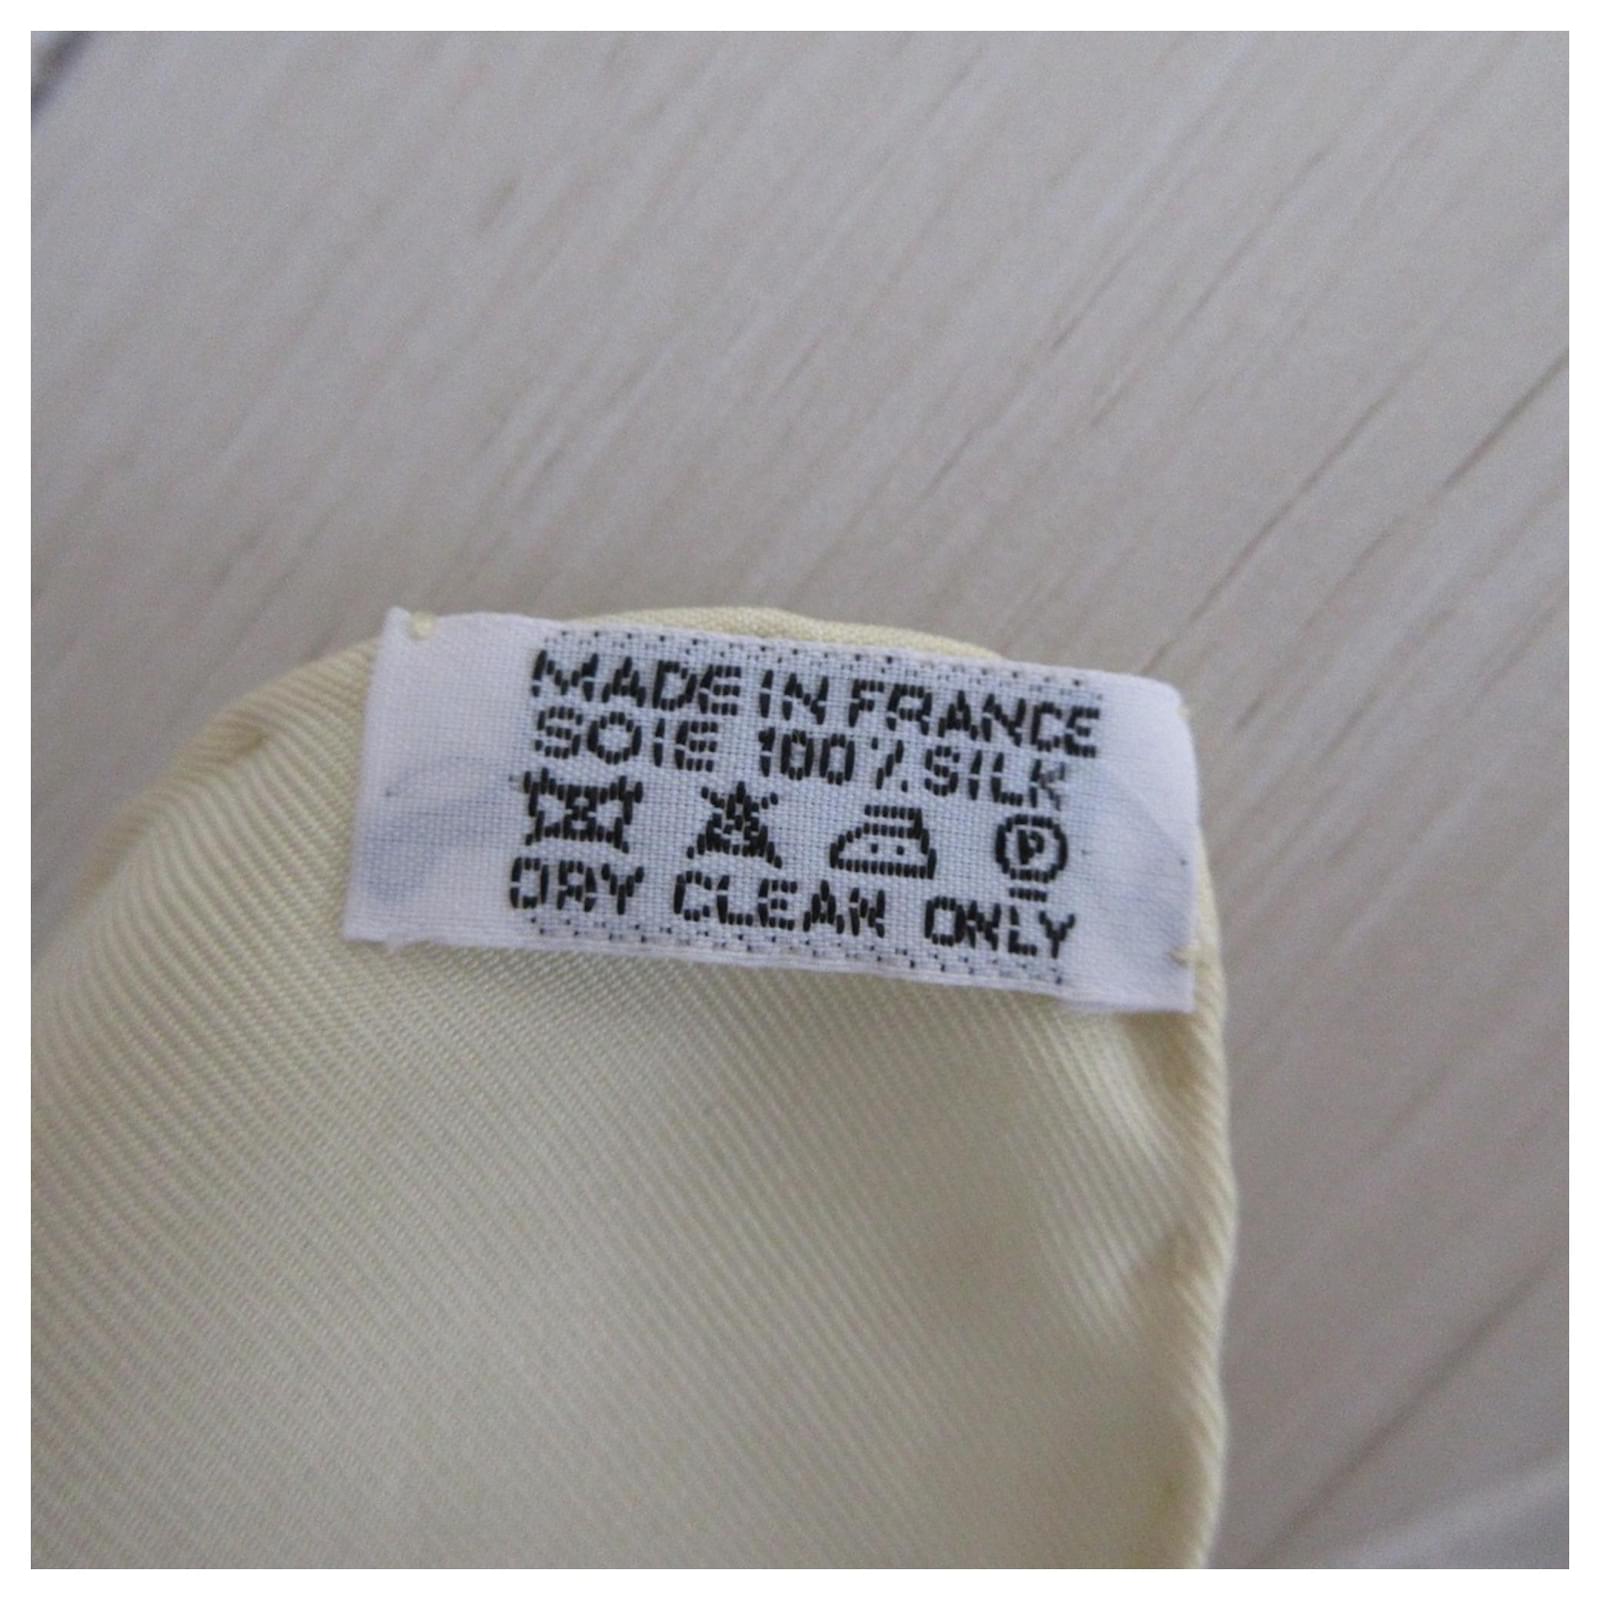 MADE IN FRANCE
SOIE 100% SILK
P
DRY CLEAN ONLY